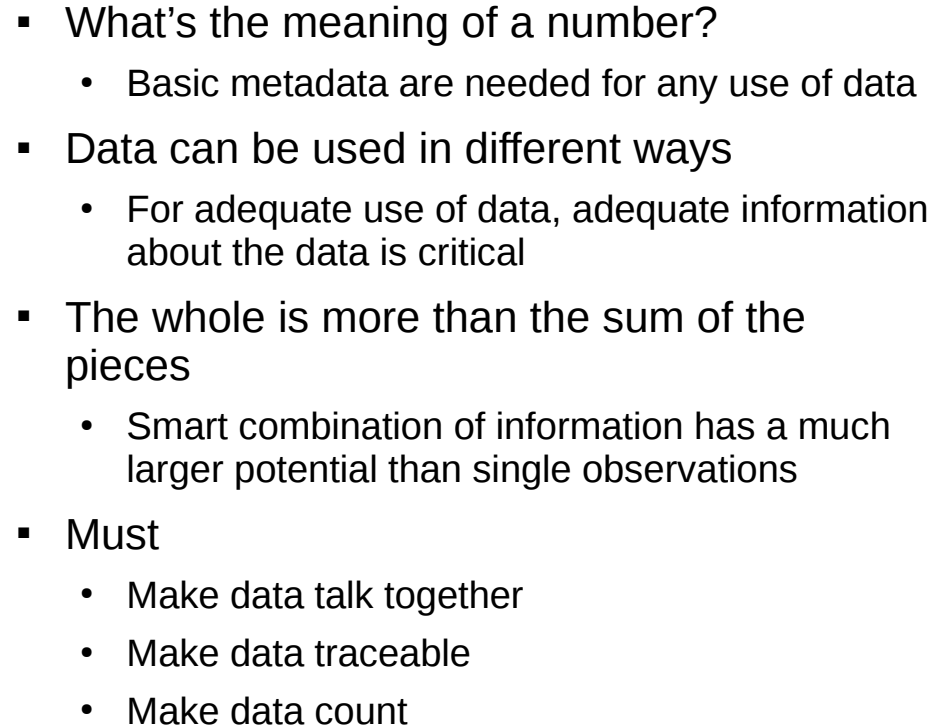 ▪ What’s the meaning of a number?
• Basic metadata are needed for any use of data
▪ Data can be used in different ways
• For adequate use of data, adequate information
about the data is critical
▪ The whole is more than the sum of the
pieces
• Smart combination of information has a much
larger potential than single observations
▪ Must
• Make data talk together
• Make data traceable
• Make data count